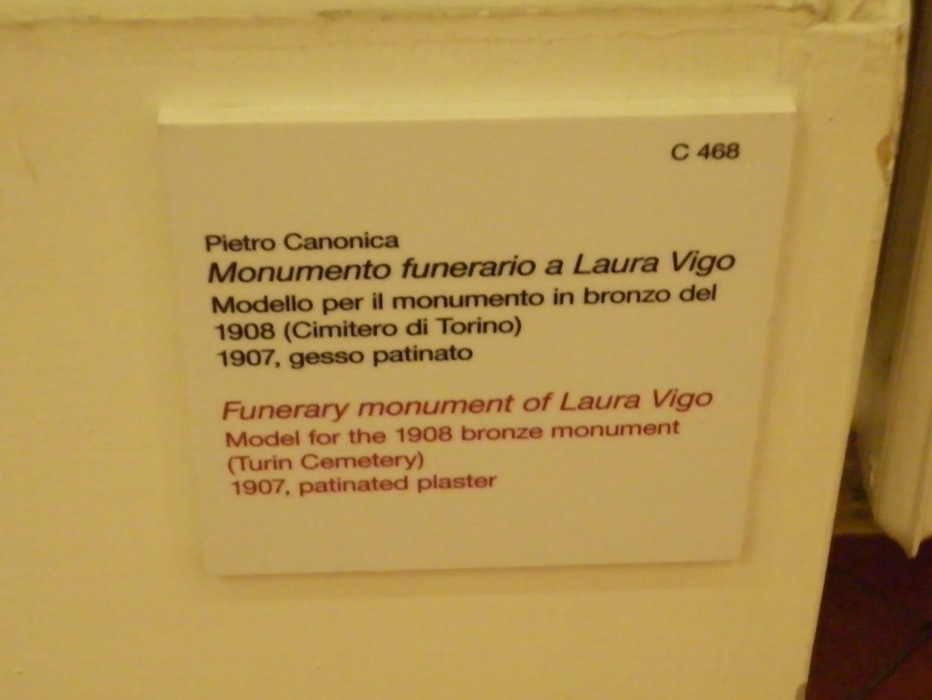 C 468
Pietro Canonica
Monumento funerario a Laura Vigo
Modello per il monumento in bronzo del
1908 (Cimitero di Torino)
1907, gesso patinato
Funerary monument of Laura Vigo
Model for the 1908 bronze monument
(Turin Cemetery)
1907, patinated plaster